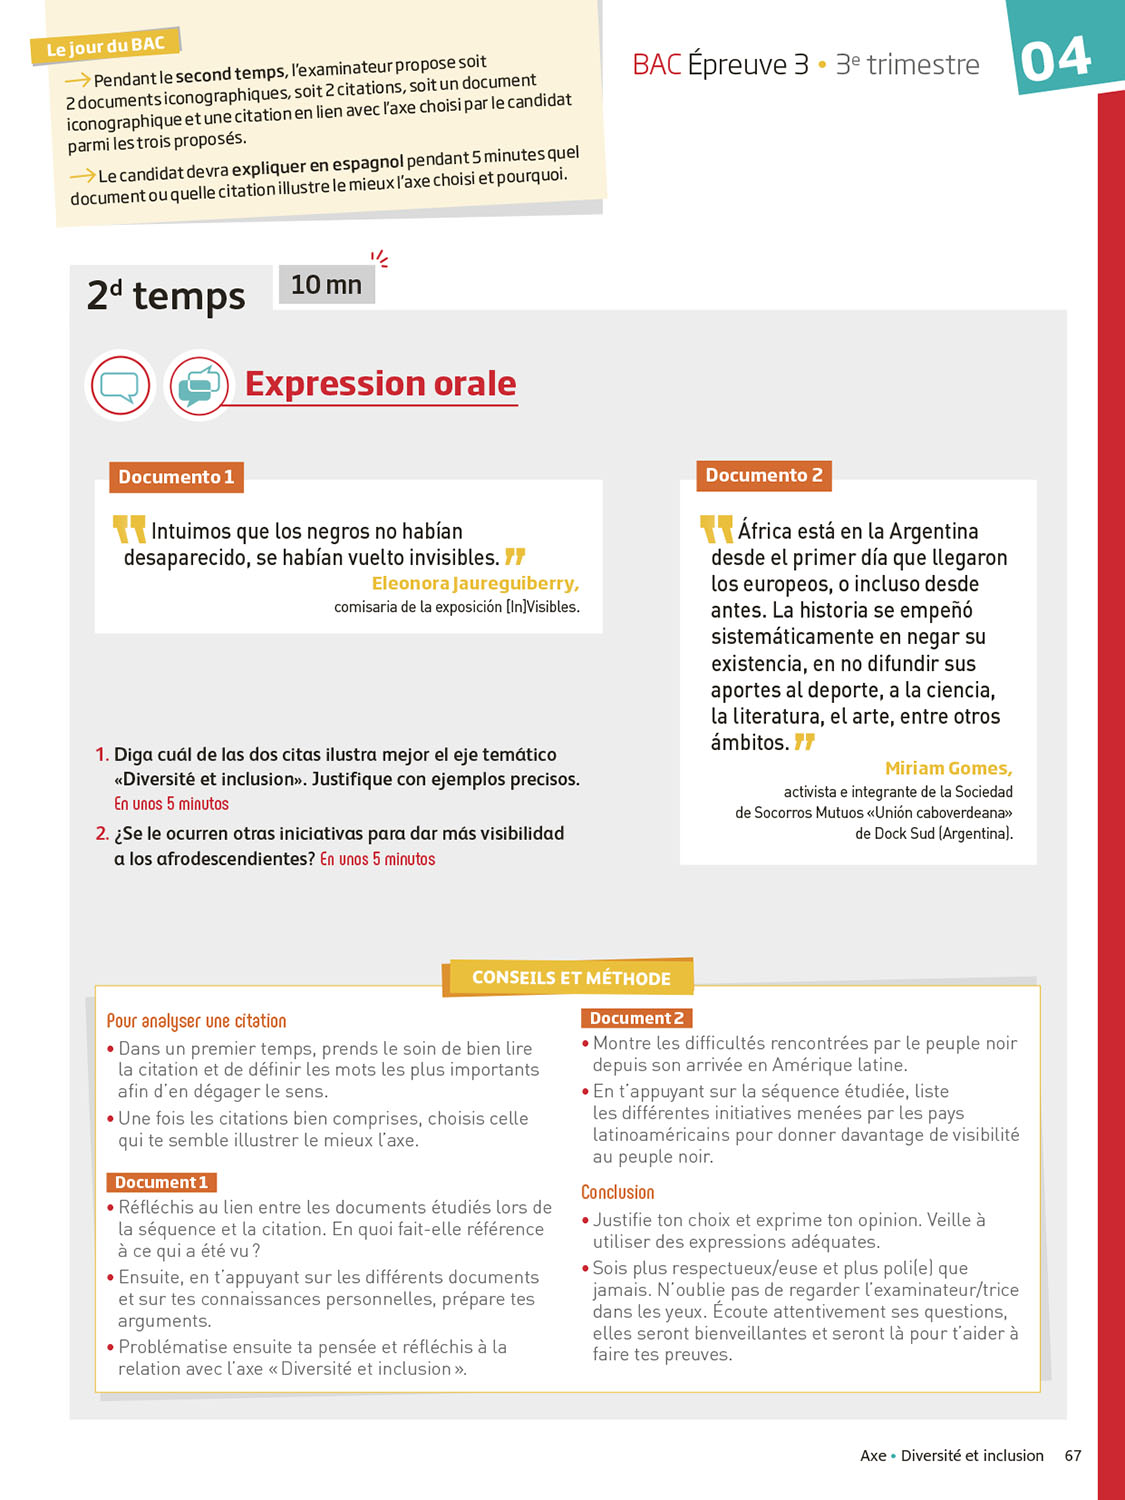 Le jour du BAC
Pendant le second temps, l'examinateur propose soit
2 documents iconographiques, soit 2 citations, soit un document
iconographique et une citation en lien avec l'axe choisi par le candidat
parmi les trois proposés.
Le candidat devra expliquer en espagnol pendant 5 minutes quel
document ou quelle citation illustre le mieux l'axe choisi et pourquoi.
BAC Épreuve 3 • 3e trimestre
04
2d temps
10 mn
Expression orale
Documento 1
" Intuimos que los negros no habían
desaparecido, se habían vuelto invisibles. "
Eleonora Jaureguiberry,
comisaria de la exposición [In]Visibles.
Documento 2
" África está en la Argentina
desde el primer día que llegaron
los europeos, o incluso desde
antes. La historia se empeñó
sistemáticamente en negar su
existencia, en no difundir sus
aportes al deporte, a la ciencia,
la literatura, el arte, entre otros
ámbitos. "
Miriam Gomes,
activista e integrante de la Sociedad
de Socorros Mutuos «Unión caboverdeana»
de Dock Sud (Argentina).
1. Diga cuál de las dos citas ilustra mejor el eje temático
«Diversité et inclusion». Justifique con ejemplos precisos.
En unos 5 minutos
2. ¿Se le ocurren otras iniciativas para dar más visibilidad
a los afrodescendientes? En unos 5 minutos
CONSEILS ET MÉTHODE
Pour analyser une citation
• Dans un premier temps, prends le soin de bien lire
la citation et de définir les mots les plus importants
afin d'en dégager le sens.
• Une fois les citations bien comprises, choisis celle
qui te semble illustrer le mieux l'axe.
Document 1
• Réfléchis au lien entre les documents étudiés lors de
la séquence et la citation. En quoi fait-elle référence
à ce qui a été vu ?
• Ensuite, en t'appuyant sur les différents documents
et sur tes connaissances personnelles, prépare tes
arguments.
• Problématise ensuite ta pensée et réfléchis à la
relation avec l'axe « Diversité et inclusion ».
Document 2
• Montre les difficultés rencontrées par le peuple noir
depuis son arrivée en Amérique latine.
• En t'appuyant sur la séquence étudiée, liste
les différentes initiatives menées par les pays
latinoaméricains pour donner davantage de visibilité
au peuple noir.
Conclusion
• Justifie ton choix et exprime ton opinion. Veille à
utiliser des expressions adéquates.
• Sois plus respectueux/euse et plus poli(e) que
jamais. N'oublie pas de regarder l'examinateur/trice
dans les yeux. Écoute attentivement ses questions,
elles seront bienveillantes et seront là pour t'aider à
faire tes preuves.
Axe • Diversité et inclusion 67